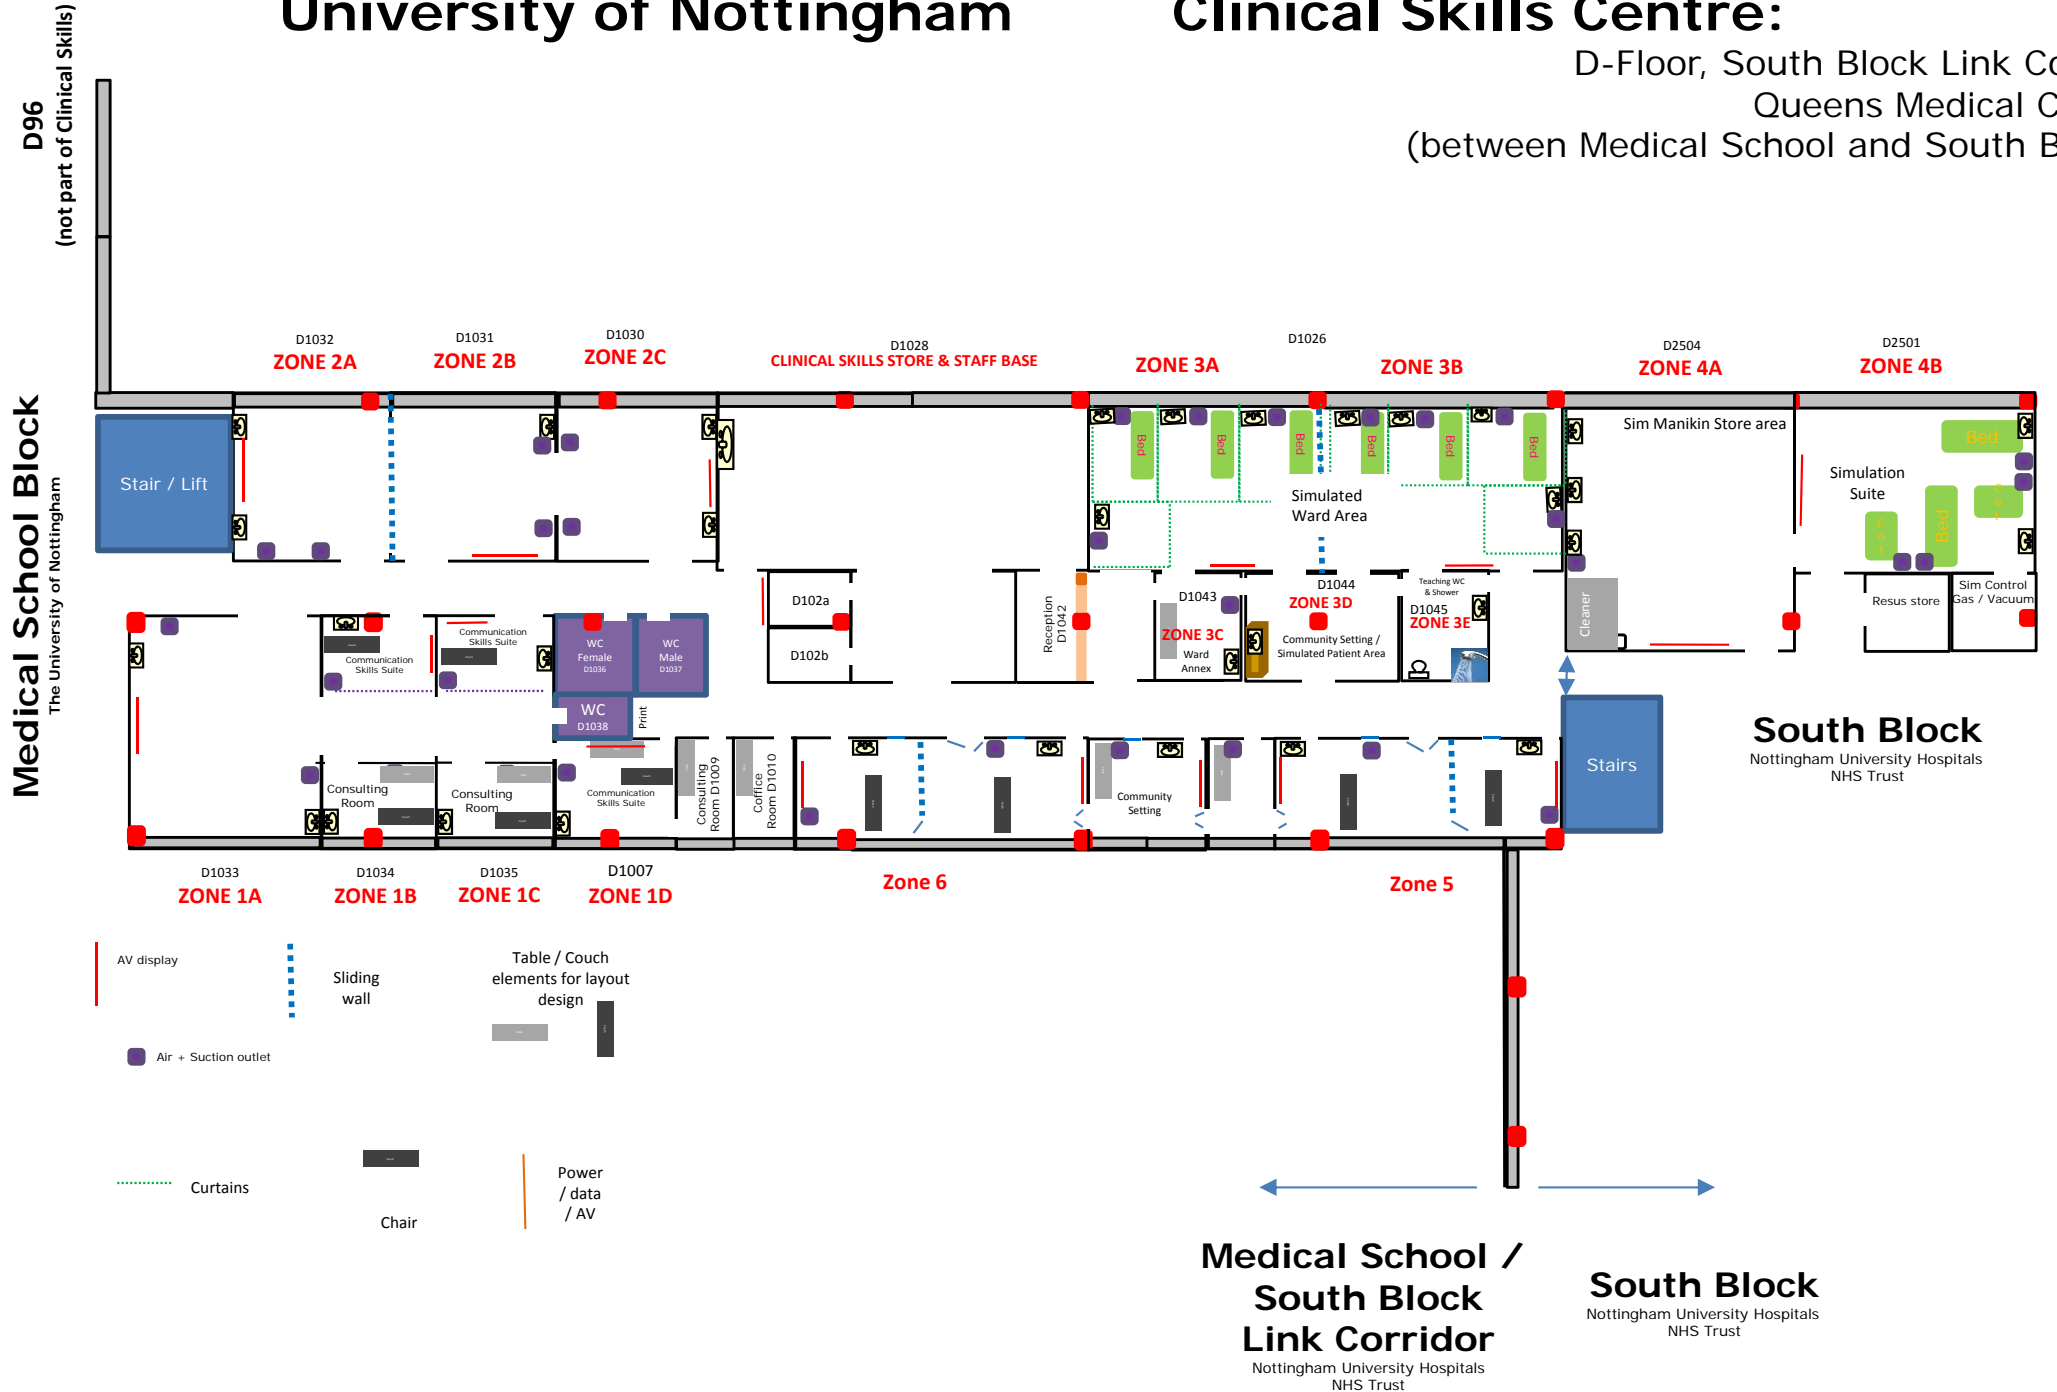 University of Nottingham
Clinical Skills Centre:
D-Floor, South Block Link Co
Queens Medical C
(between Medical School and South B
D96
(not part of Clinical Skills)
Medical School Block
The University of Nottingham
D1032
ZONE 2A
D1031
ZONE 2B
D1030
ZONE 2C
D1028
CLINICAL SKILLS STORE & STAFF BASE
ZONE 3A
D1026
ZONE 3B
D2504
ZONE 4A
D2501
ZONE 4B
Stair / Lift
Bed
Bed
Bed
Bed
Bed
Bed
Simulated
Ward Area
Sim Manikin Store area
Simulation
Suite
Bed
Bed
Cot
Communication
Skills Suite
Communication
Skills Suite
WC
Female
D1036
WC
Male
D1037
WC
D1038
Print
D102a
D102b
Reception
D1042
D1043
ZONE 3C
Ward
Annex
D1044
ZONE 3D
Community Setting /
Simulated Patient Area
Teaching WC
& Shower
D1045
ZONE 3E
Cleaner
Resus store
Sim Control
Gas / Vacuum
Consulting
Room
Consulting
Room
Communication
Skills Suite
Consulting
Room D1009
Coffice
Room D1010
Community
Setting
Stairs
South Block
Nottingham University Hospitals
NHS Trust
D1033
ZONE 1A
D1034
ZONE 1B
D1035
ZONE 1C
D1007
ZONE 1D
Zone 6
Zone 5
AV display
Sliding
wall
Table / Couch
elements for layout
design
Air + Suction outlet
Curtains
Chair
Power
/ data
/ AV
Medical School /
South Block
Link Corridor
Nottingham University Hospitals
NHS Trust
South Block
Nottingham University Hospitals
NHS Trust